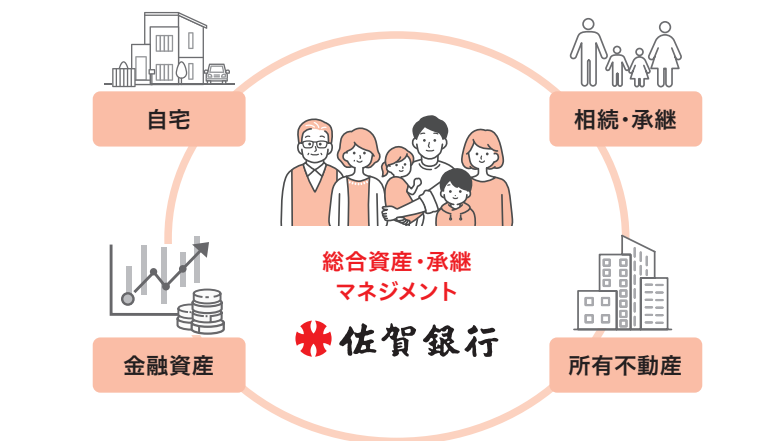 自宅
相続・承継
総合資産・承継
マネジメント
佐賀銀行
金融資産
所有不動産